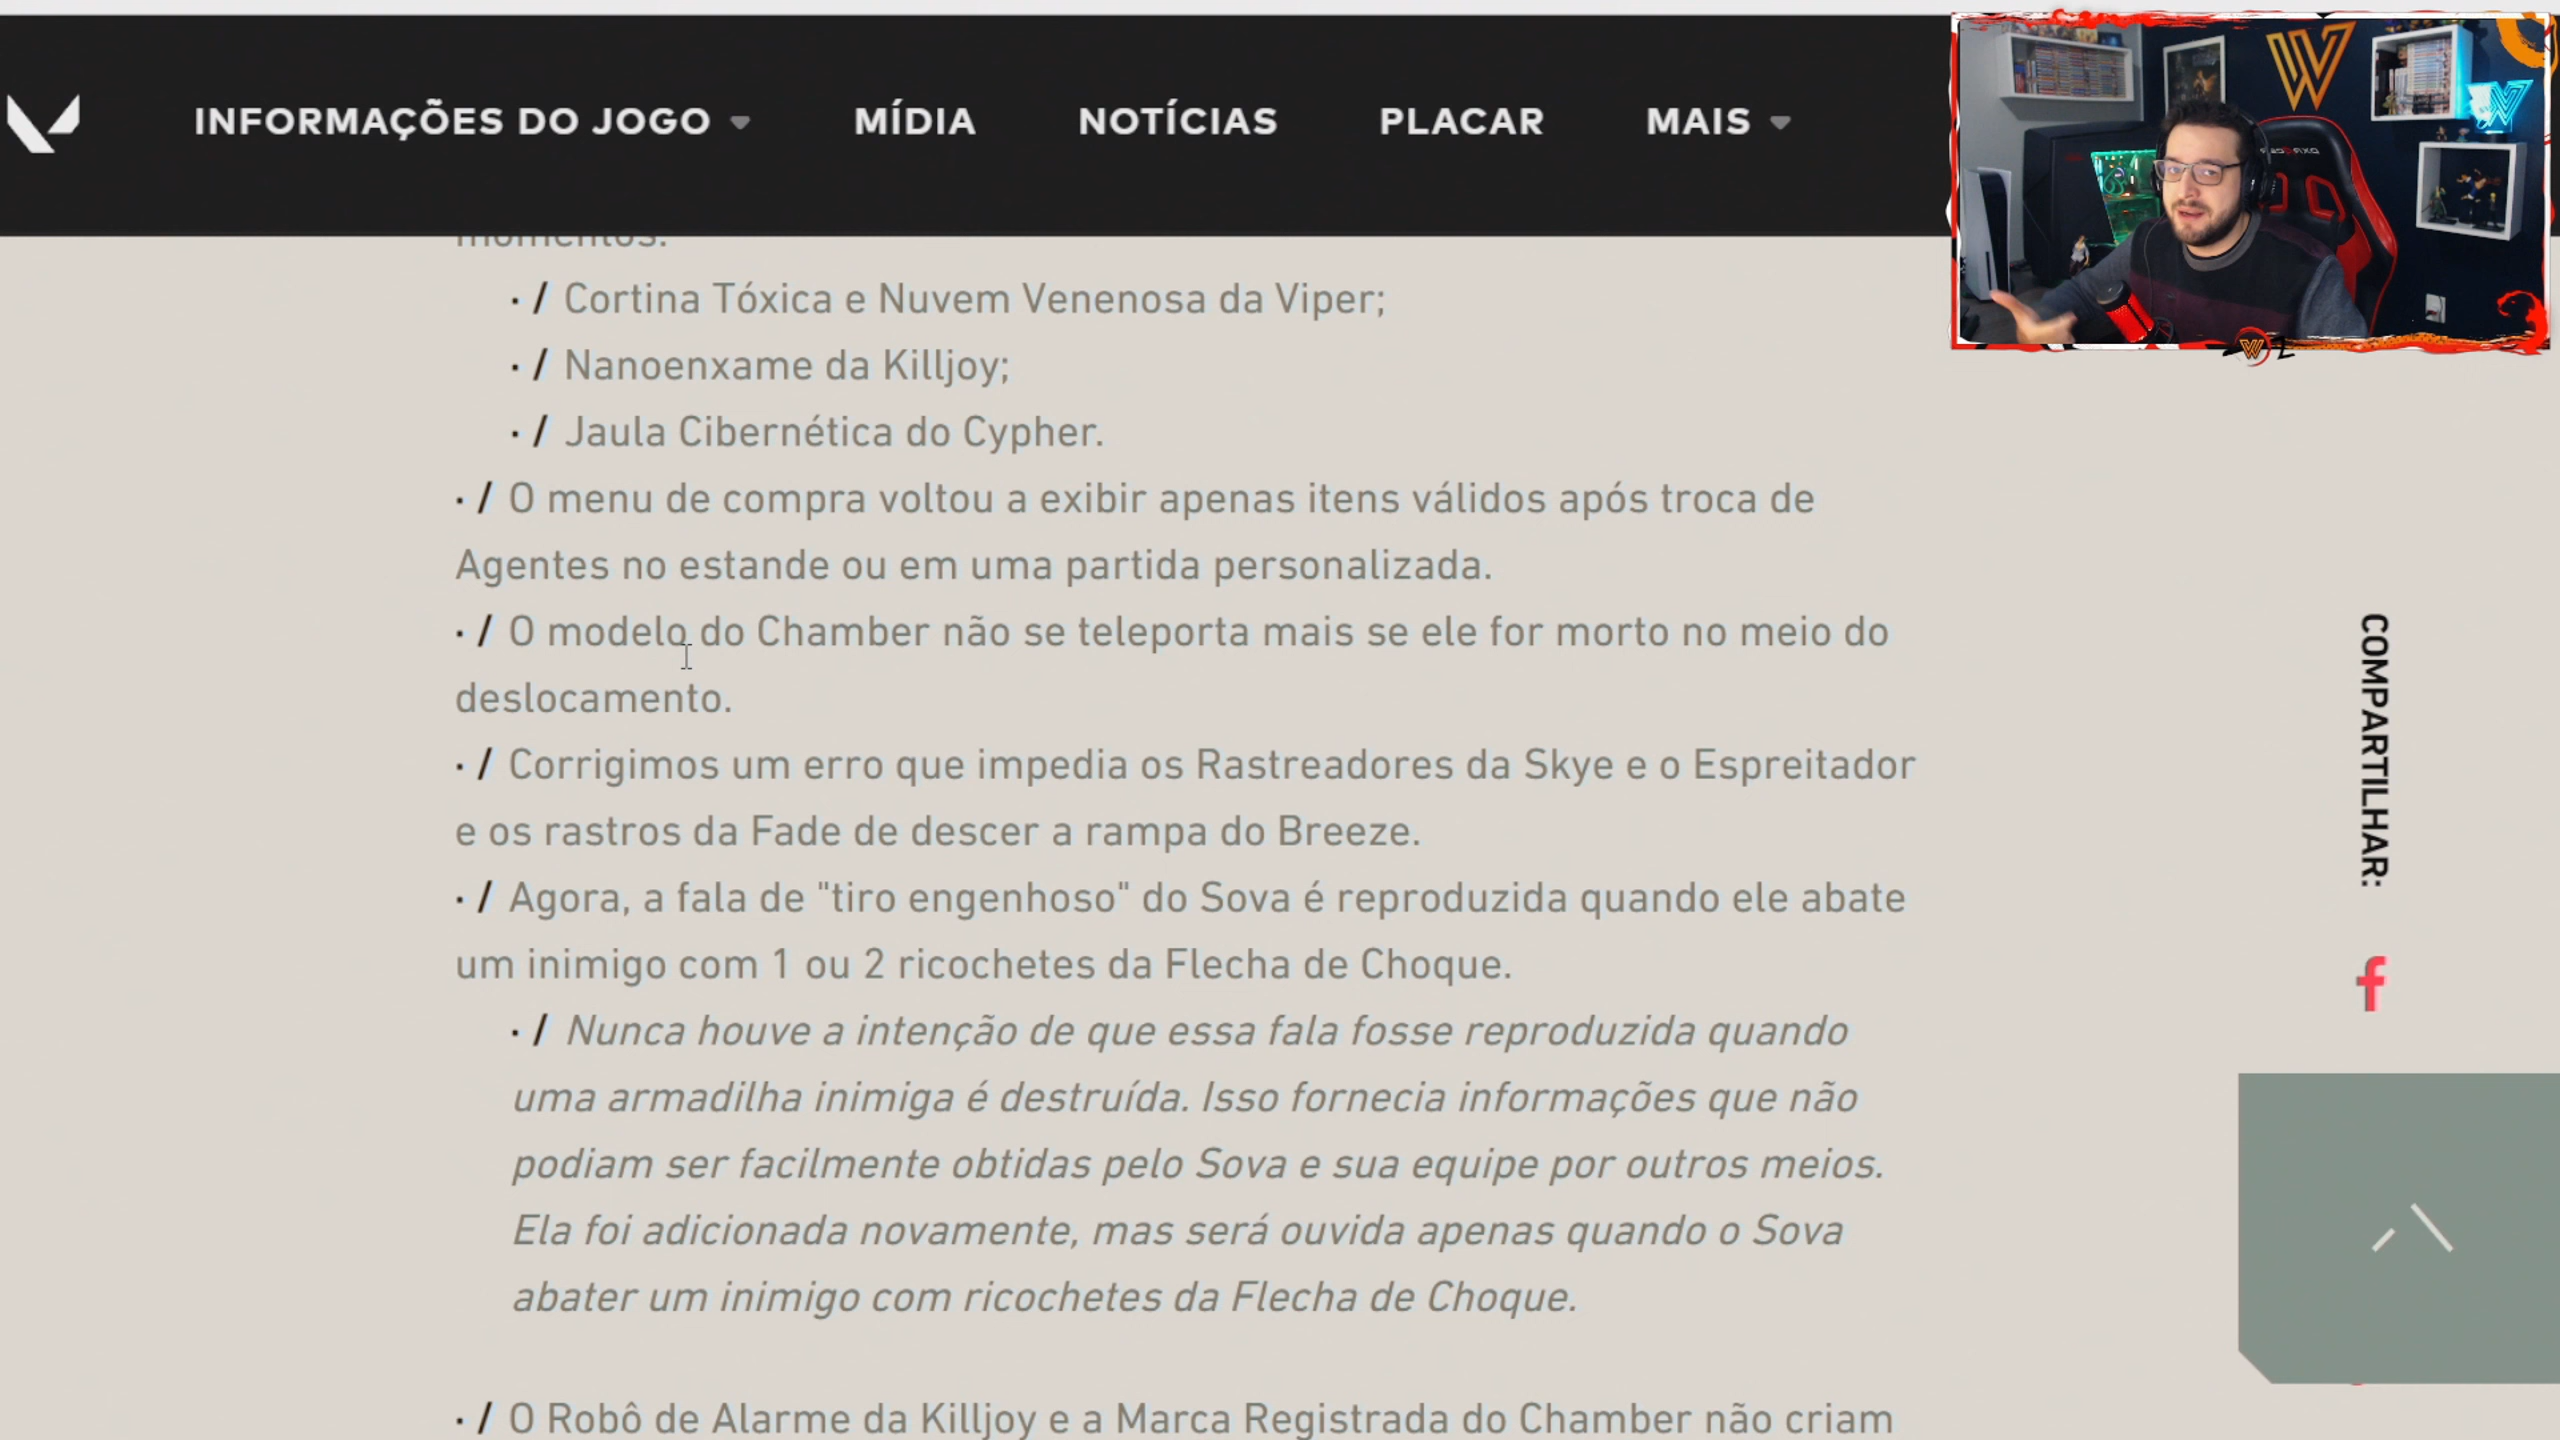 INFORMAÇÕES DO JOGO
MÍDIA
NOTÍCIAS
PLACAR
MAIS
momentos.
· / Cortina Tóxica e Nuvem Venenosa da Viper;
· / Nanoenxame da Killjoy;
· / Jaula Cibernética do Cypher.
· / O menu de compra voltou a exibir apenas itens válidos após troca de
Agentes no estande ou em uma partida personalizada.
· / O modelo do Chamber não se teleporta mais se ele for morto no meio do
deslocamento.
· / Corrigimos um erro que impedia os Rastreadores da Skye e o Espreitador
e os rastros da Fade de descer a rampa do Breeze.
· / Agora, a fala de "tiro engenhoso" do Sova é reproduzida quando ele abate
um inimigo com 1 ou 2 ricochetes da Flecha de Choque.
· / Nunca houve a intenção de que essa fala fosse reproduzida quando
uma armadilha inimiga é destruída. Isso fornecia informações que não
podiam ser facilmente obtidas pelo Sova e sua equipe por outros meios.
Ela foi adicionada novamente, mas será ouvida apenas quando o Sova
abater um inimigo com ricochetes da Flecha de Choque.
· / O Robô de Alarme da Killjoy e a Marca Registrada do Chamber não criam
COMPARTILHAR: